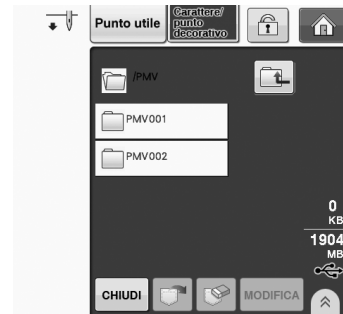 Punto utile
Carattere/
punto
decorativo
/PMV
PMV001
PMV002
0
KB
1904
MB
CHIUDI
MODIFICA